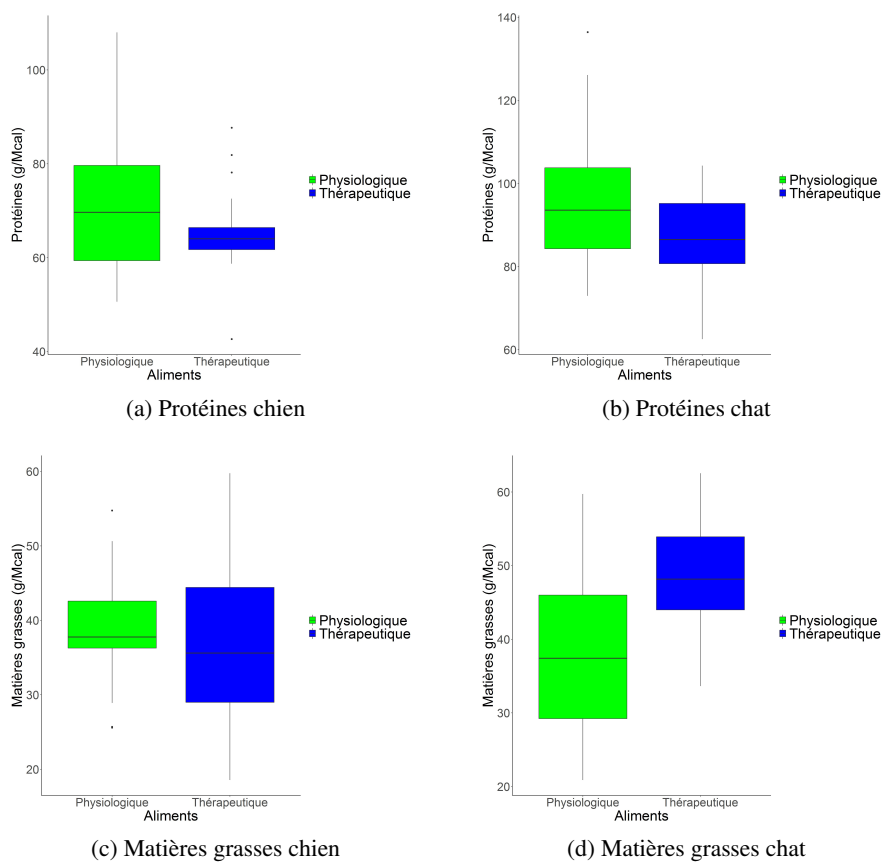 Protéines (g/Mcal)
100
80
60
40
Physiologique
Thérapeutique
Aliments
Physiologique
Thérapeutique
(a) Protéines chien
Protéines (g/Mcal)
140
120
100
80
60
Physiologique
Thérapeutique
Aliments
Physiologique
Thérapeutique
(b) Protéines chat
Matières grasses (g/Mcal)
60
50
40
30
20
Physiologique
Thérapeutique
Aliments
Physiologique
Thérapeutique
(c) Matières grasses chien
Matières grasses (g/Mcal)
60
50
40
30
20
Physiologique
Thérapeutique
Aliments
Physiologique
Thérapeutique
(d) Matières grasses chat